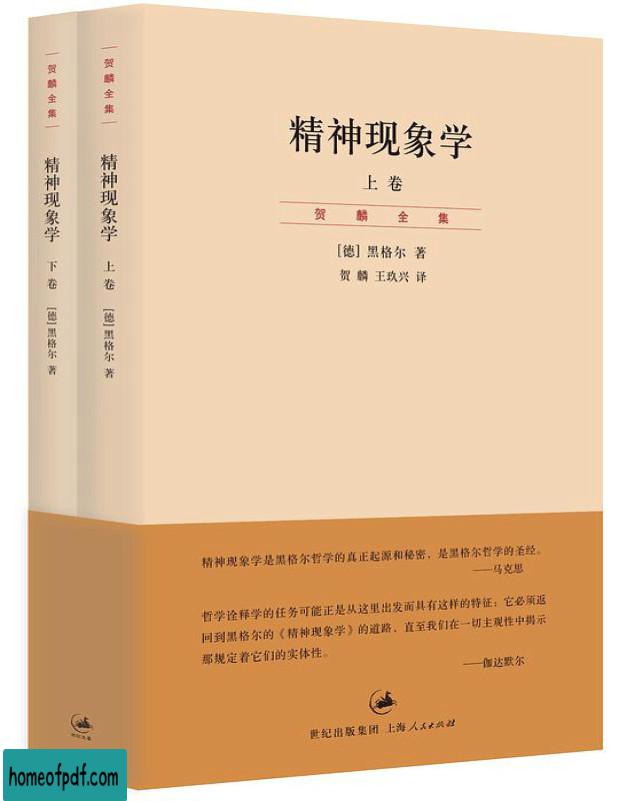 贺麟全集
精神现象学
下卷
[德]黑格尔 著
贺麟全集
精神现象学
上卷
[德]黑格尔 著
精神现象学
上卷
贺麟全集
[德] 黑格尔 著
贺麟 王玖兴 译
精神现象学是黑格尔哲学的真正起源和秘密，是黑格尔哲学的圣经。
——马克思
哲学诠释学的任务可能正是从这里出发而具有这样的特征：它必须返
回到黑格尔的《精神现象学》的道路，直至我们在一切主观性中揭示
那规定着它们的实体性。
——伽达默尔
世纪出版集团 上海人民出版社
homeofpdf.com